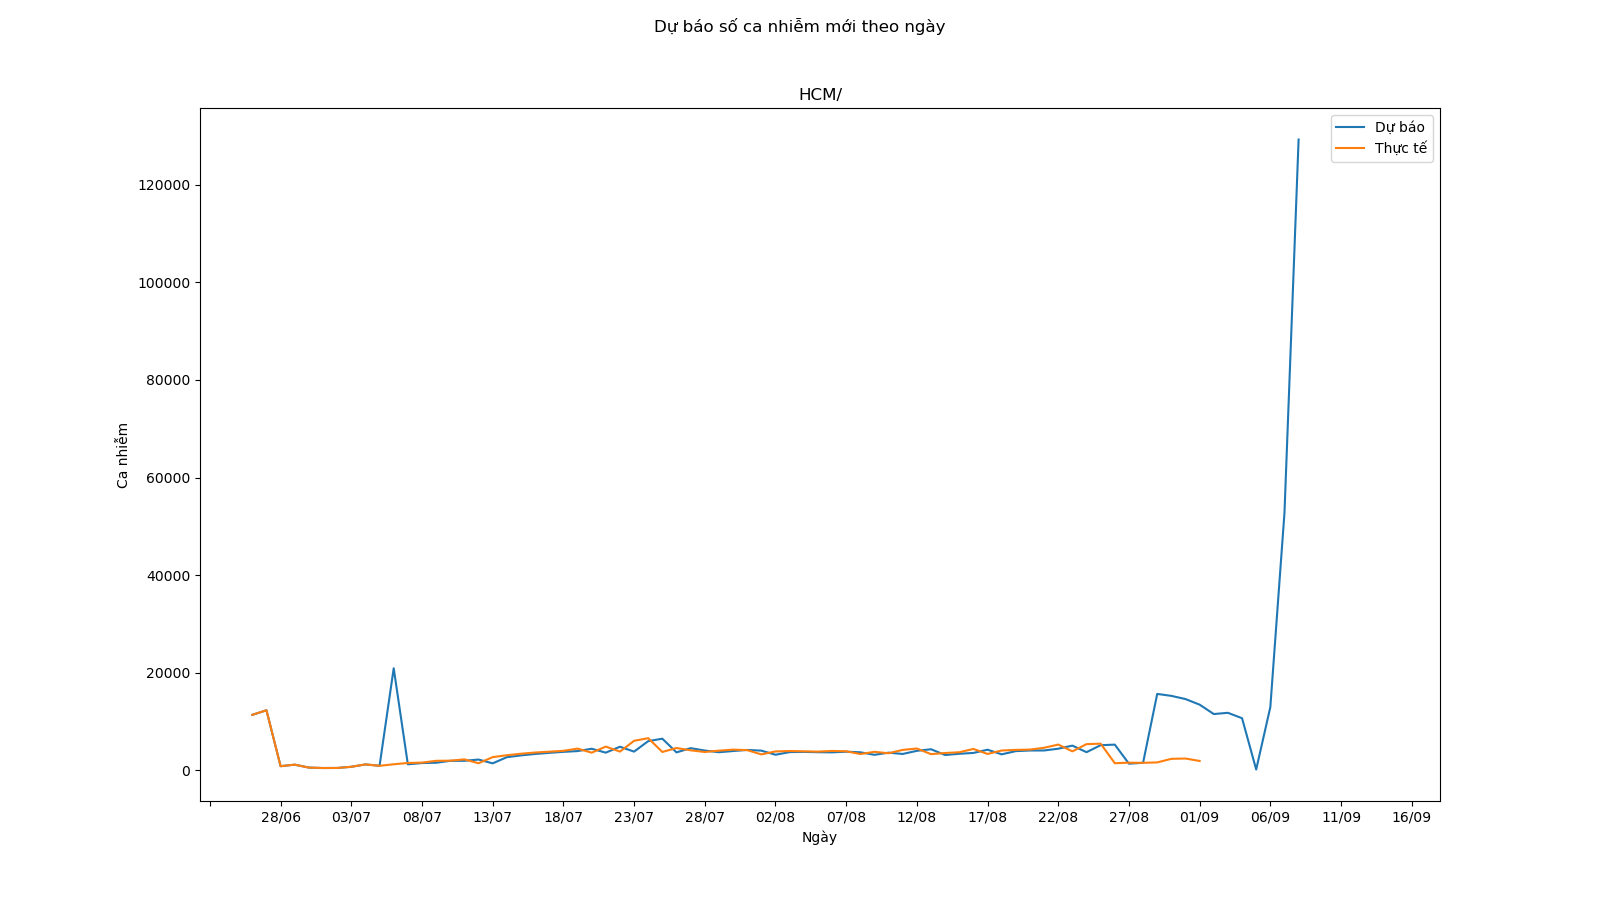 Dự báo số ca nhiễm mới theo ngày
HCM/
Dự báo
Thực tế
120000
100000
80000
60000
40000
20000
0
Ca nhiễm
28/06 03/07 08/07 13/07 18/07 23/07 28/07 02/08 07/08 12/08 17/08 22/08 27/08 01/09 06/09 11/09 16/09
Ngày